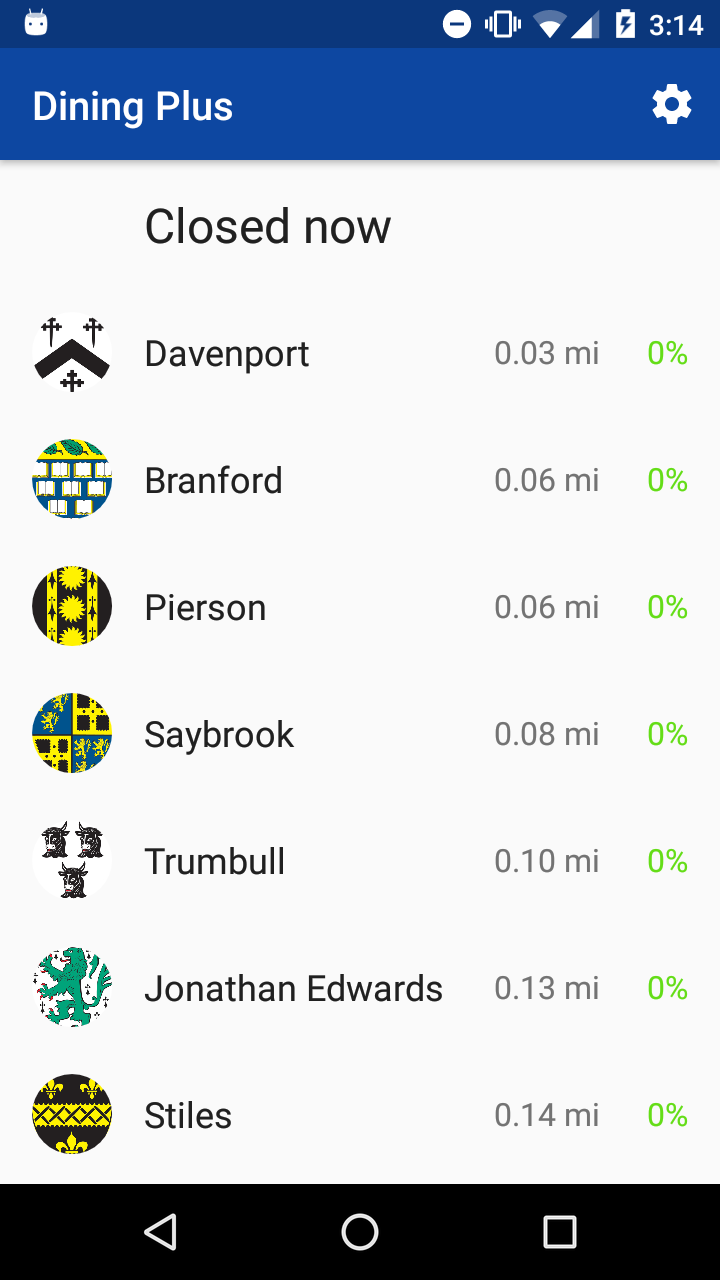 3:14
Dining Plus
Closed now
Davenport 0.03 mi 0%
Branford 0.06 mi 0%
Pierson 0.06 mi 0%
Saybrook 0.08 mi 0%
Trumbull 0.10 mi 0%
Jonathan Edwards 0.13 mi 0%
Stiles 0.14 mi 0%